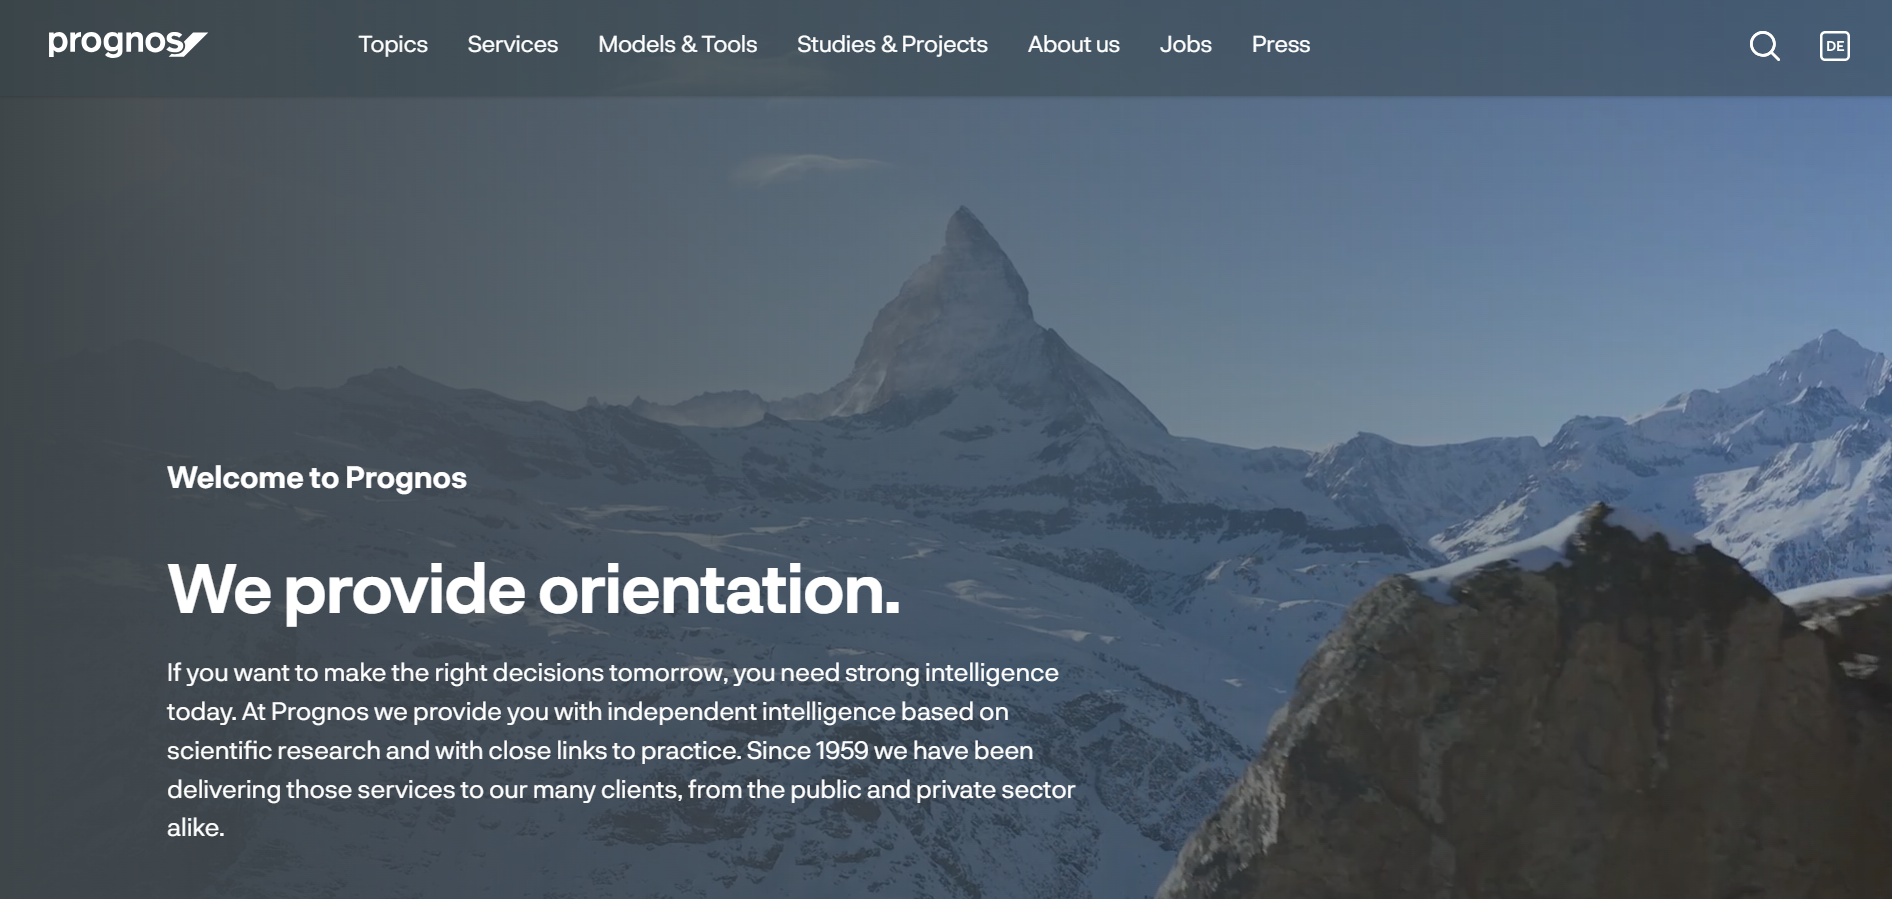 prognos
Topics
Services
Models & Tools
Studies & Projects
About us
Jobs
Press
DE
Welcome to Prognos
We provide orientation.
If you want to make the right decisions tomorrow, you need strong intelligence
today. At Prognos we provide you with independent intelligence based on
scientific research and with close links to practice. Since 1959 we have been
delivering those services to our many clients, from the public and private sector
alike.